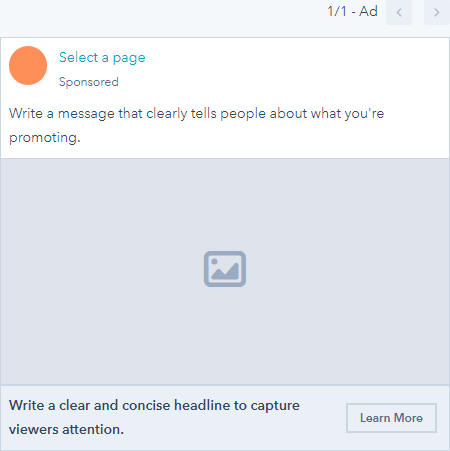 1/1 - Ad
Select a page
Sponsored
Write a message that clearly tells people about what you're
promoting.
Write a clear and concise headline to capture
viewers attention.
Learn More